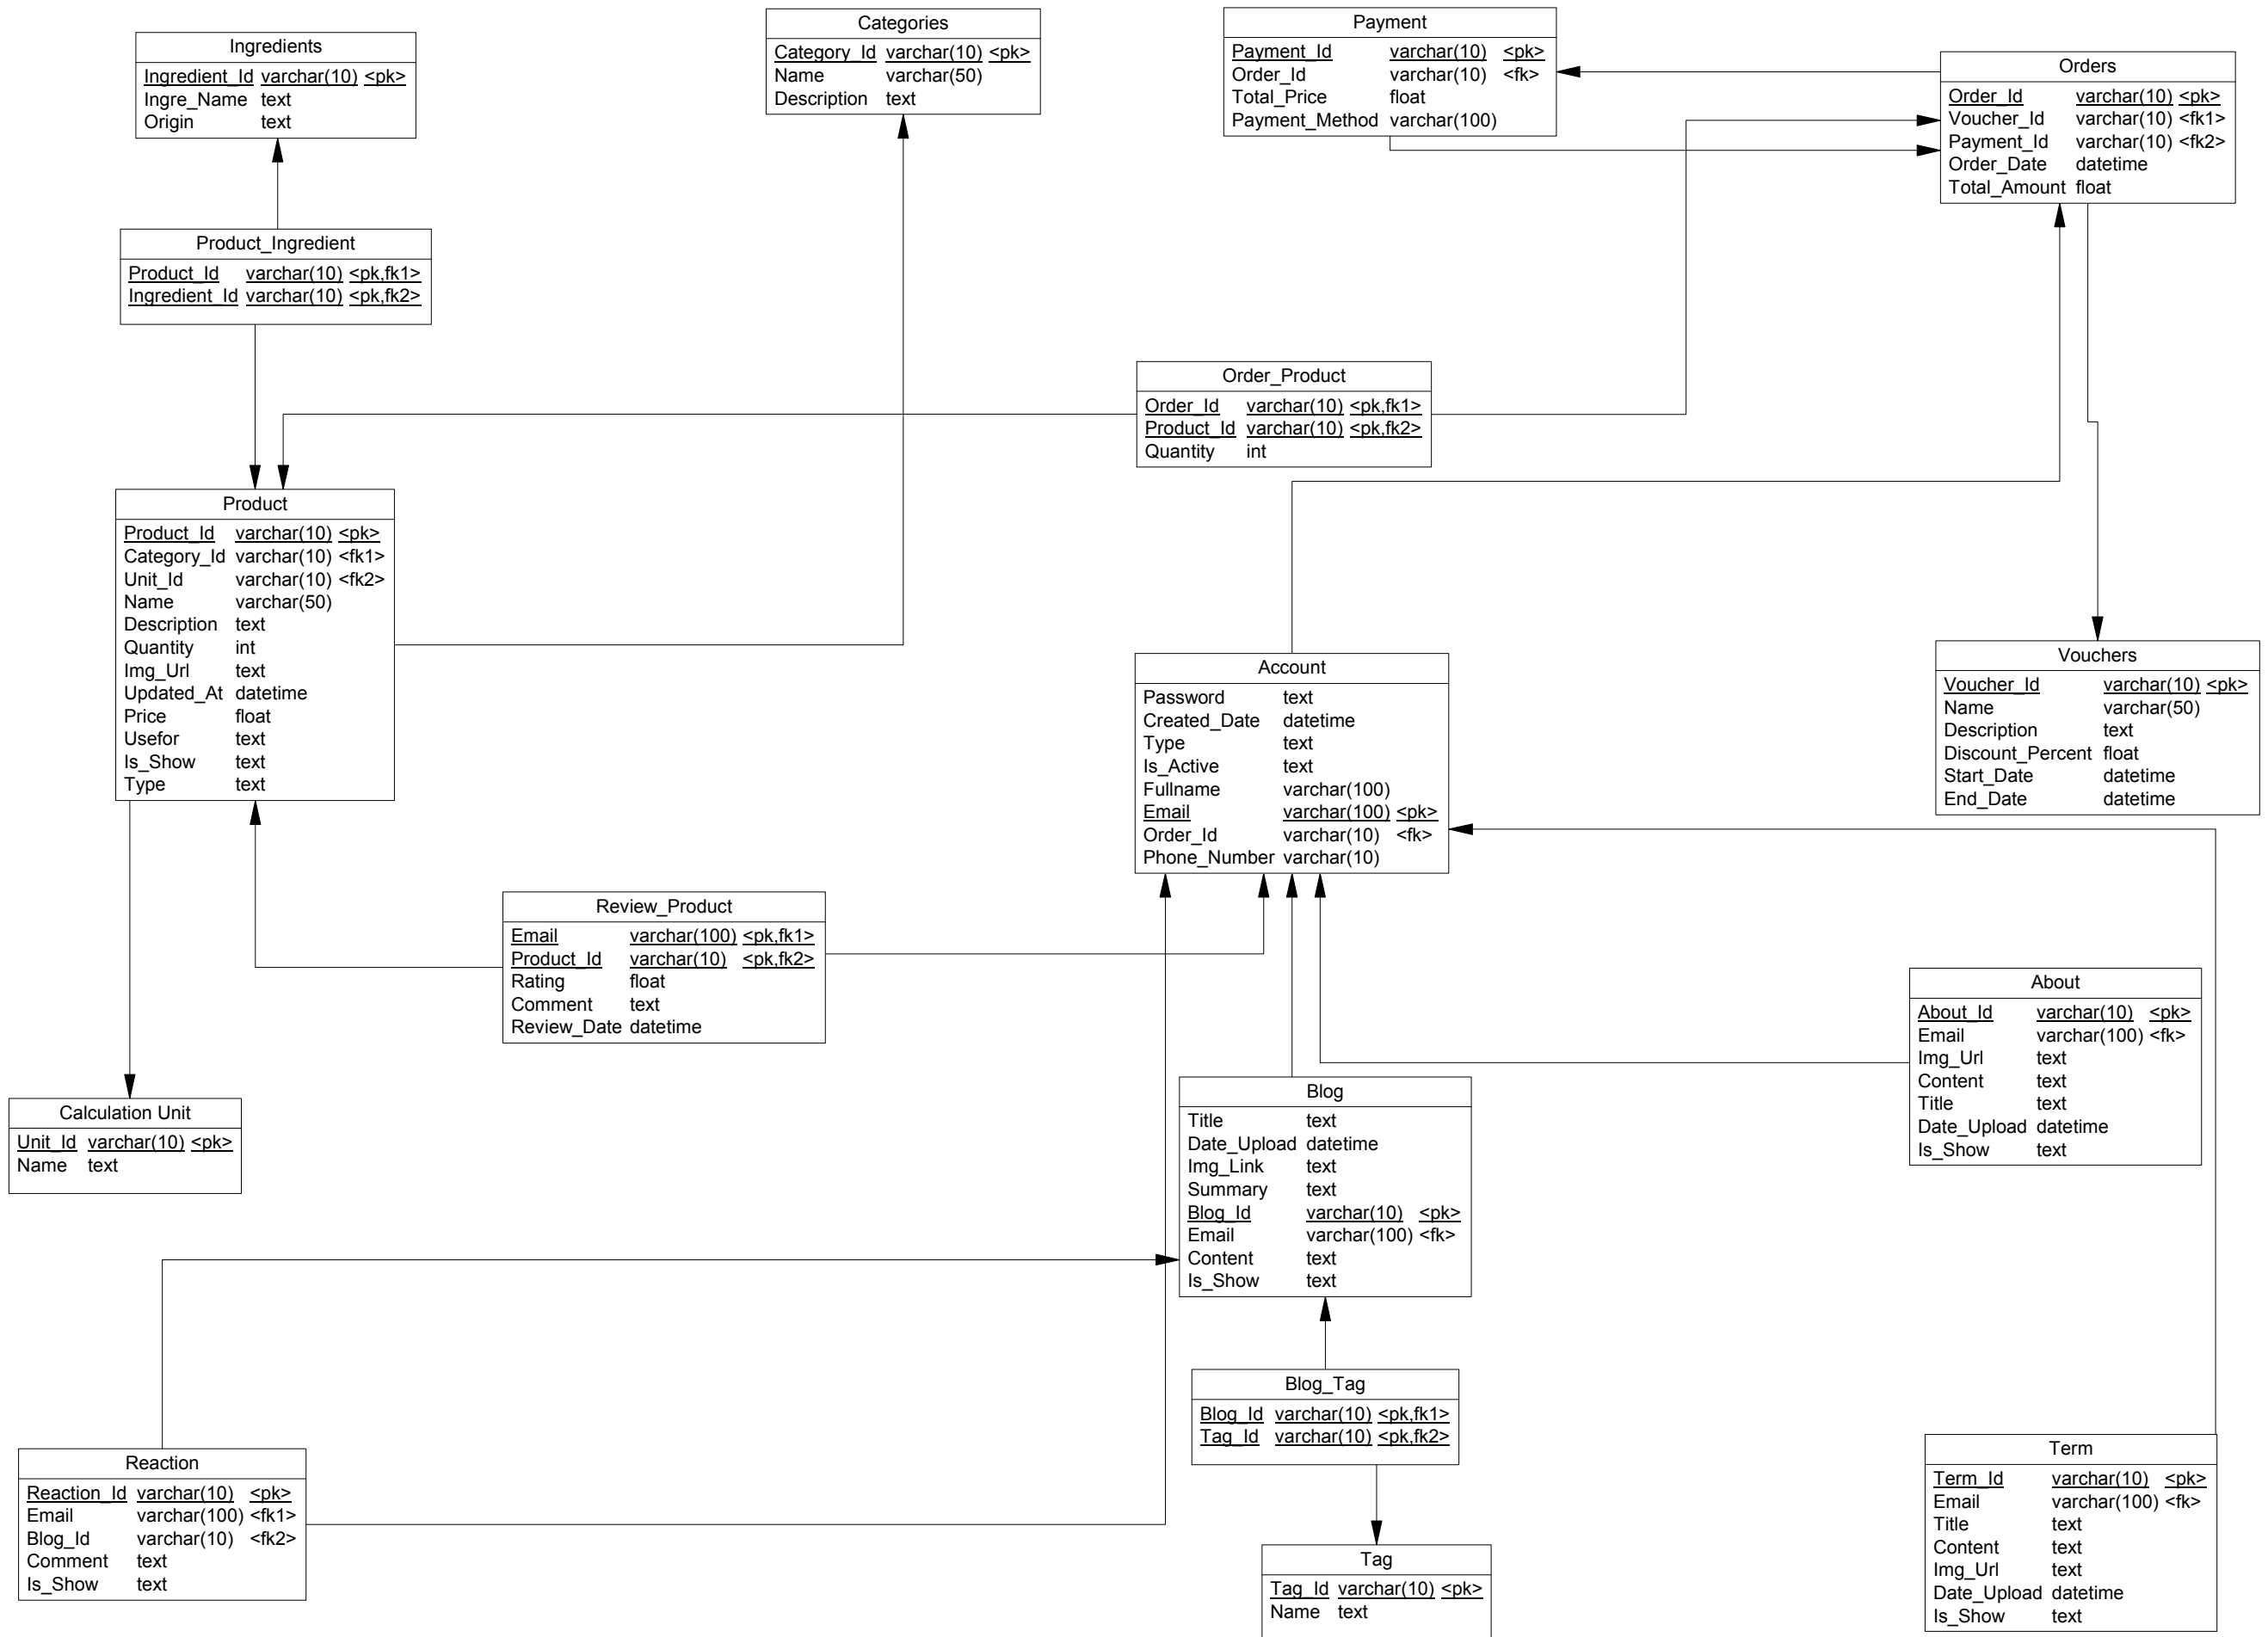 Ingredients
Ingredient_Id varchar(10) <pk>
Ingre_Name text
Origin text
Categories
Category_Id varchar(10) <pk>
Name varchar(50)
Description text
Payment
Payment_Id varchar(10) <pk>
Order_Id varchar(10) <fk>
Total_Price float
Payment_Method varchar(100)
Orders
Order_Id varchar(10) <pk>
Voucher_Id varchar(10) <fk1>
Payment_Id varchar(10) <fk2>
Order_Date datetime
Total_Amount float
Product_Ingredient
Product_Id varchar(10) <pk,fk1>
Ingredient_Id varchar(10) <pk,fk2>
Order_Product
Order_Id varchar(10) <pk,fk1>
Product_Id varchar(10) <pk,fk2>
Quantity int
Product
Product_Id varchar(10) <pk>
Category_Id varchar(10) <fk1>
Unit_Id varchar(10) <fk2>
Name varchar(50)
Description text
Quantity int
Img_Url text
Updated_At datetime
Price float
Usefor text
Is_Show text
Type text
Account
Password text
Created_Date datetime
Type text
Is_Active text
Fullname varchar(100)
Email varchar(100) <pk>
Order_Id varchar(10) <fk>
Phone_Number varchar(10)
Vouchers
Voucher_Id varchar(10) <pk>
Name varchar(50)
Description text
Discount_Percent float
Start_Date datetime
End_Date datetime
Review_Product
Email varchar(100) <pk,fk1>
Product_Id varchar(10) <pk,fk2>
Rating float
Comment text
Review_Date datetime
About
About_Id varchar(10) <pk>
Email varchar(100) <fk>
Img_Url text
Content text
Title text
Date_Upload datetime
Is_Show text
Calculation Unit
Unit_Id varchar(10) <pk>
Name text
Blog
Title text
Date_Upload datetime
Img_Link text
Summary text
Blog_Id varchar(10) <pk>
Email varchar(100) <fk>
Content text
Is_Show text
Blog_Tag
Blog_Id varchar(10) <pk,fk1>
Tag_Id varchar(10) <pk,fk2>
Reaction
Reaction_Id varchar(10) <pk>
Email varchar(100) <fk1>
Blog_Id varchar(10) <fk2>
Comment text
Is_Show text
Term
Term_Id varchar(10) <pk>
Email varchar(100) <fk>
Title text
Content text
Img_Url text
Date_Upload datetime
Is_Show text
Tag
Tag_Id varchar(10) <pk>
Name text